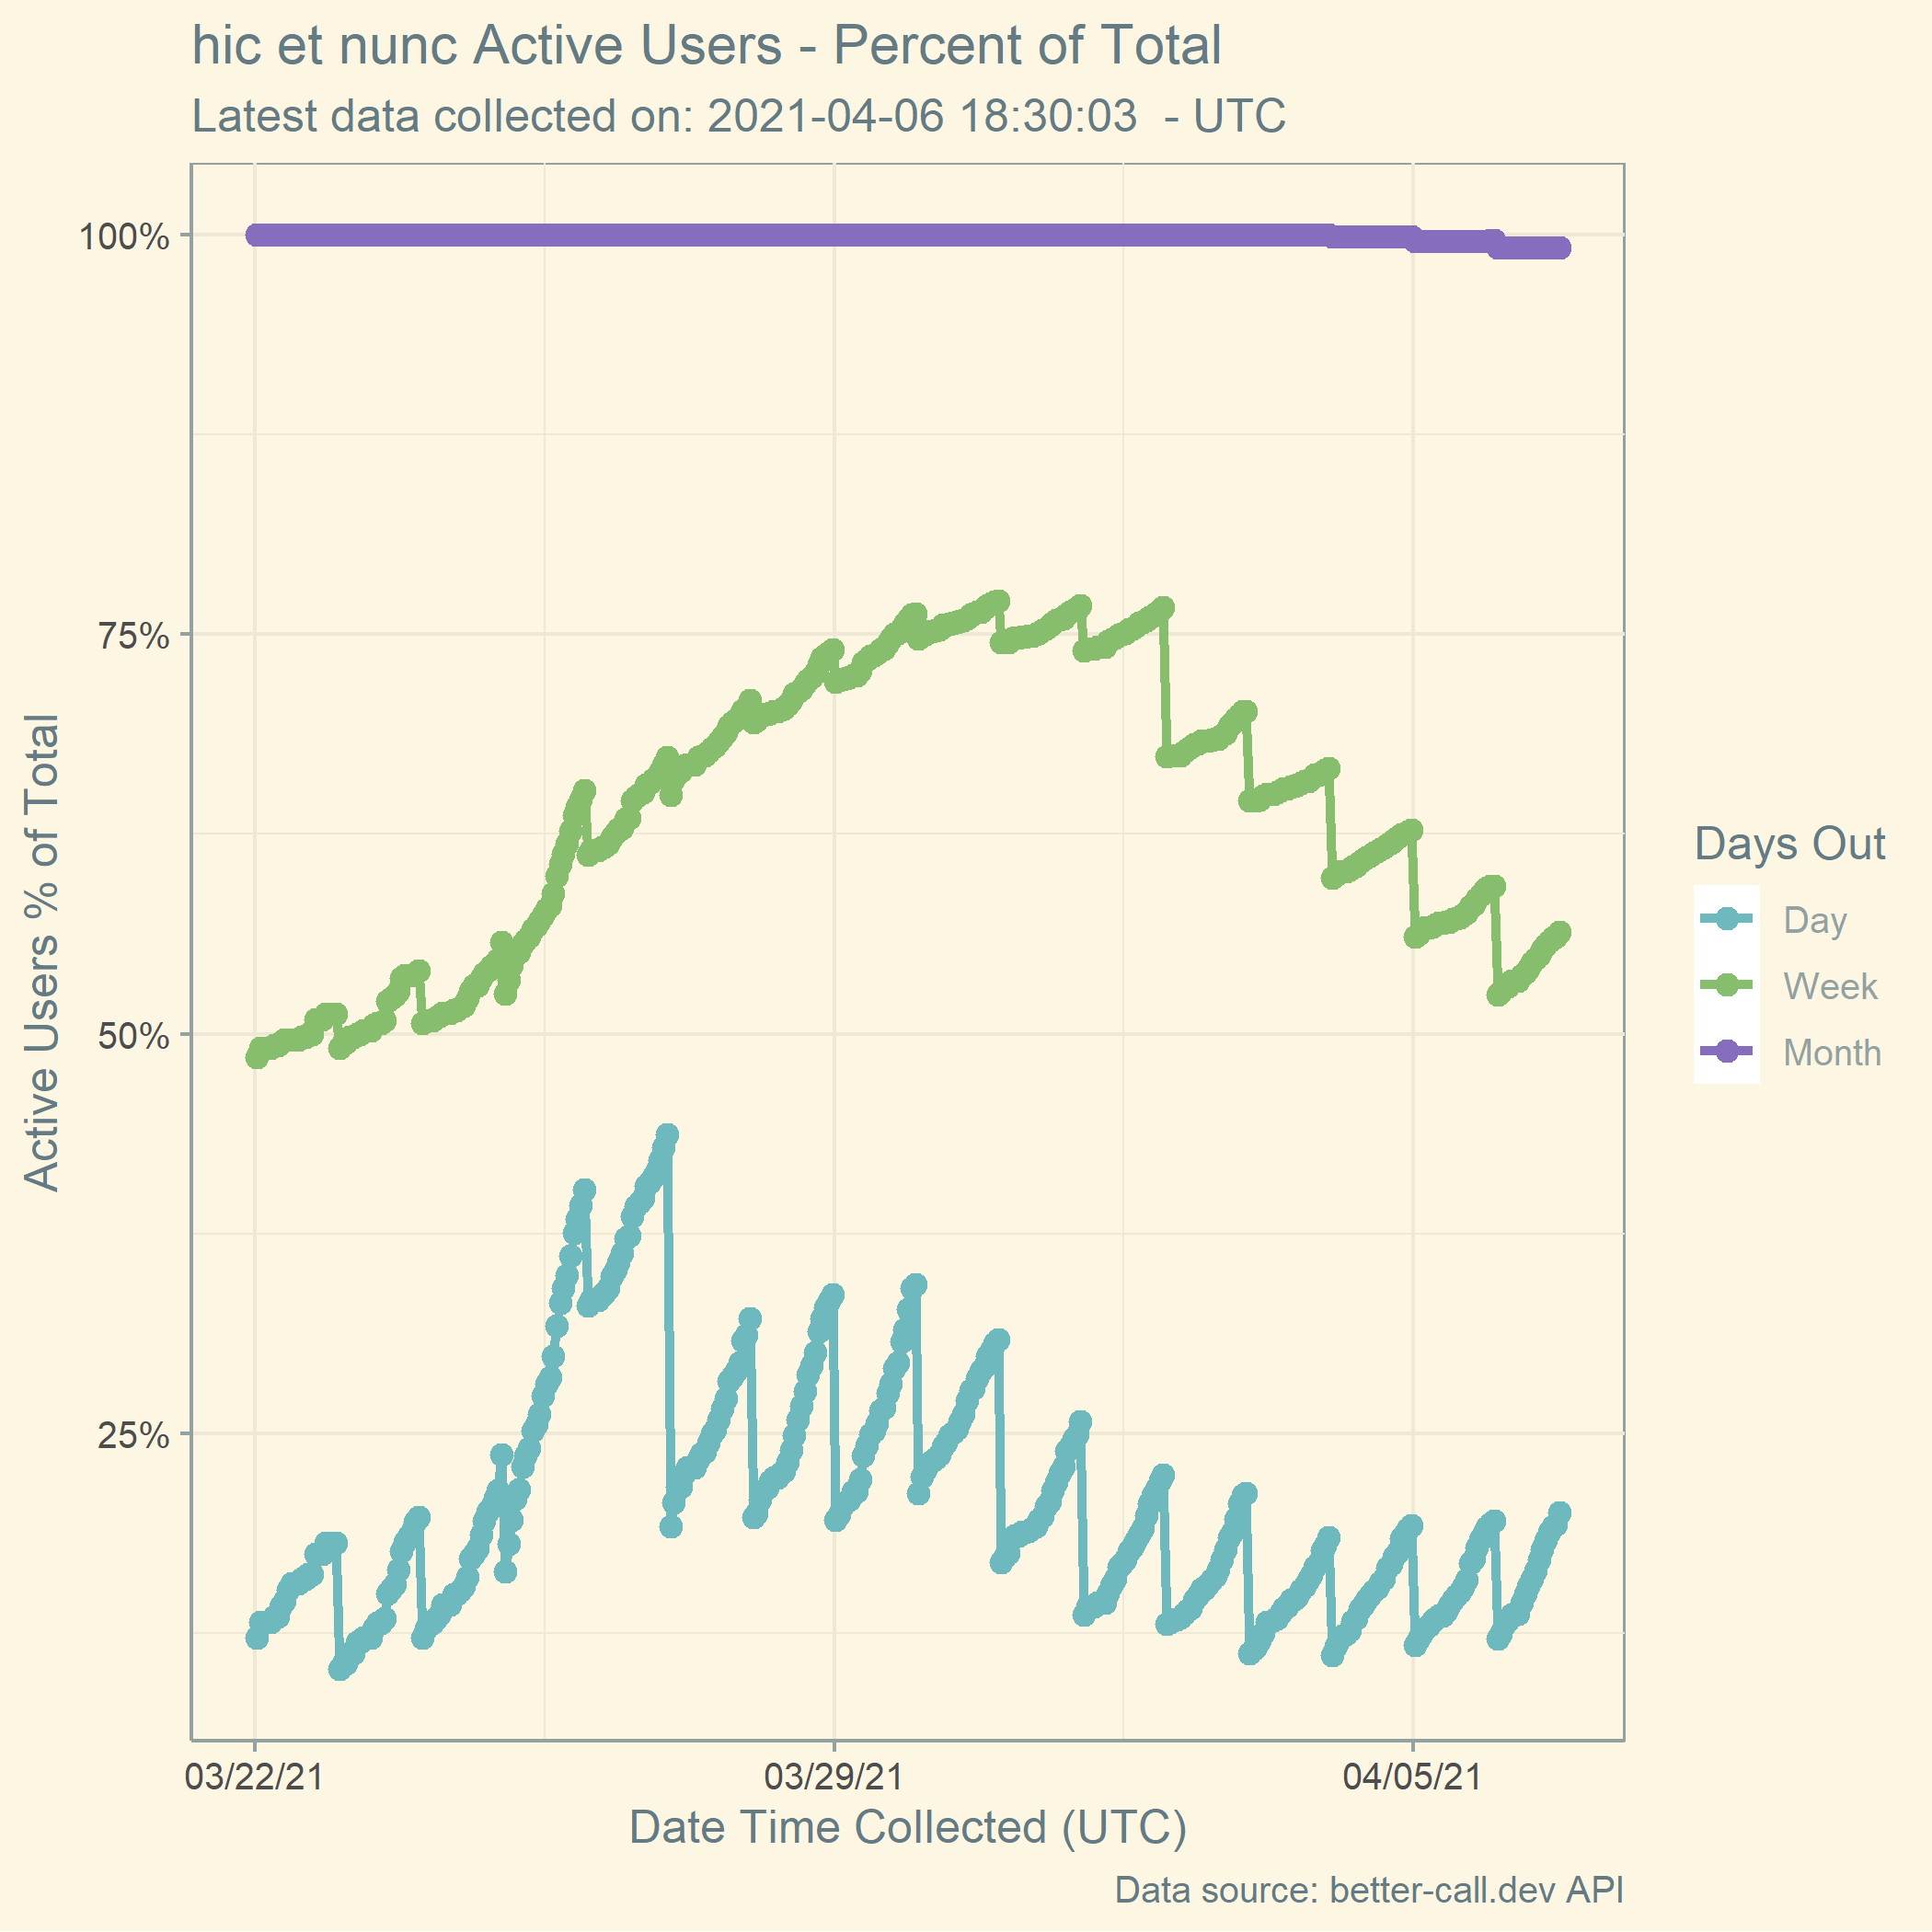 hic et nunc Active Users - Percent of Total
Latest data collected on: 2021-04-06 18:30:03  - UTC
Active Users % of Total
100%
75%
50%
25%
03/22/21
03/29/21
04/05/21
Date Time Collected (UTC)
Days Out
Day
Week
Month
Data source: better-call.dev API